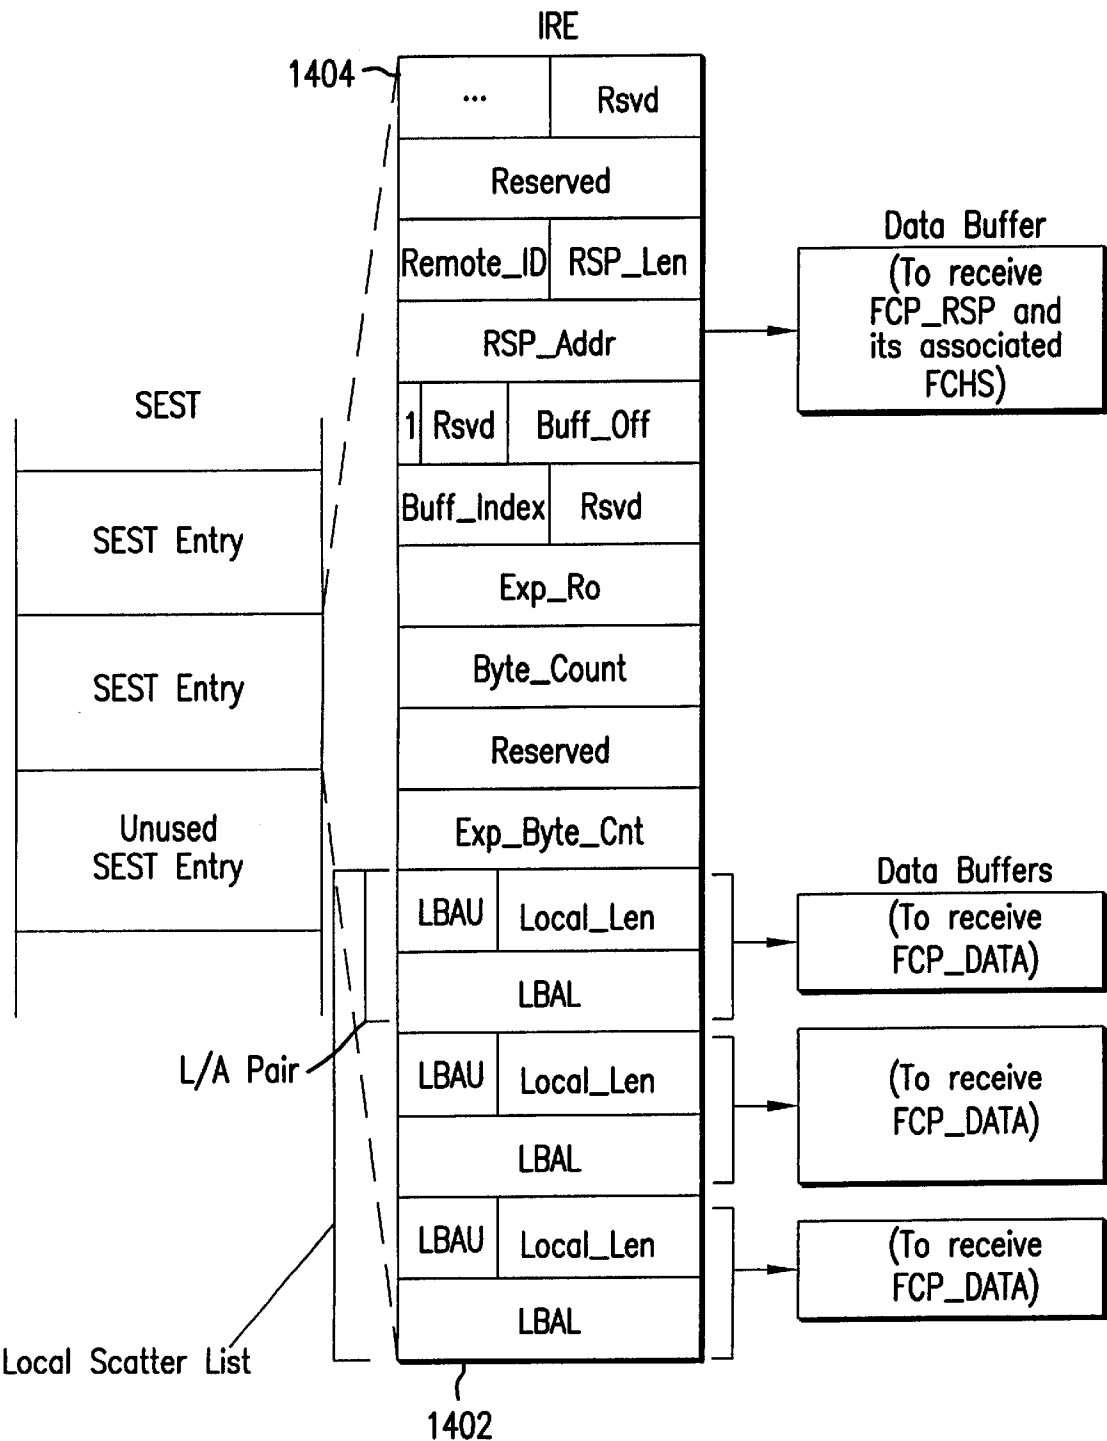 IRE
1404
... Rsvd
Reserved
Remote_ID RSP_Len
RSP_Addr
1 Rsvd Buff_Off
Buff_Index Rsvd
Exp_Ro
Byte_Count
Reserved
Exp_Byte_Cnt
LBAU Local_Len
LBAL
LBAU Local_Len
LBAL
LBAU Local_Len
LBAL
1402
SEST
SEST Entry
SEST Entry
Unused
SEST Entry
L/A Pair
Local Scatter List
Data Buffer
(To receive
FCP_RSP and
its associated
FCHS)
Data Buffers
(To receive
FCP_DATA)
(To receive
FCP_DATA)
(To receive
FCP_DATA)